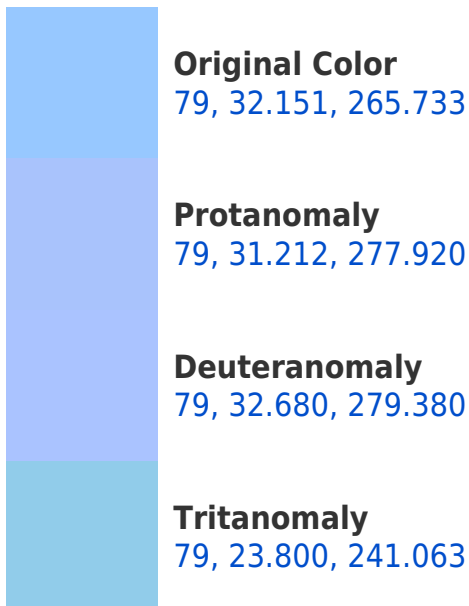 Original Color
79, 32.151, 265.733
Protanomaly
79, 31.212, 277.920
Deuteranomaly
79, 32.680, 279.380
Tritanomaly
79, 23.800, 241.063